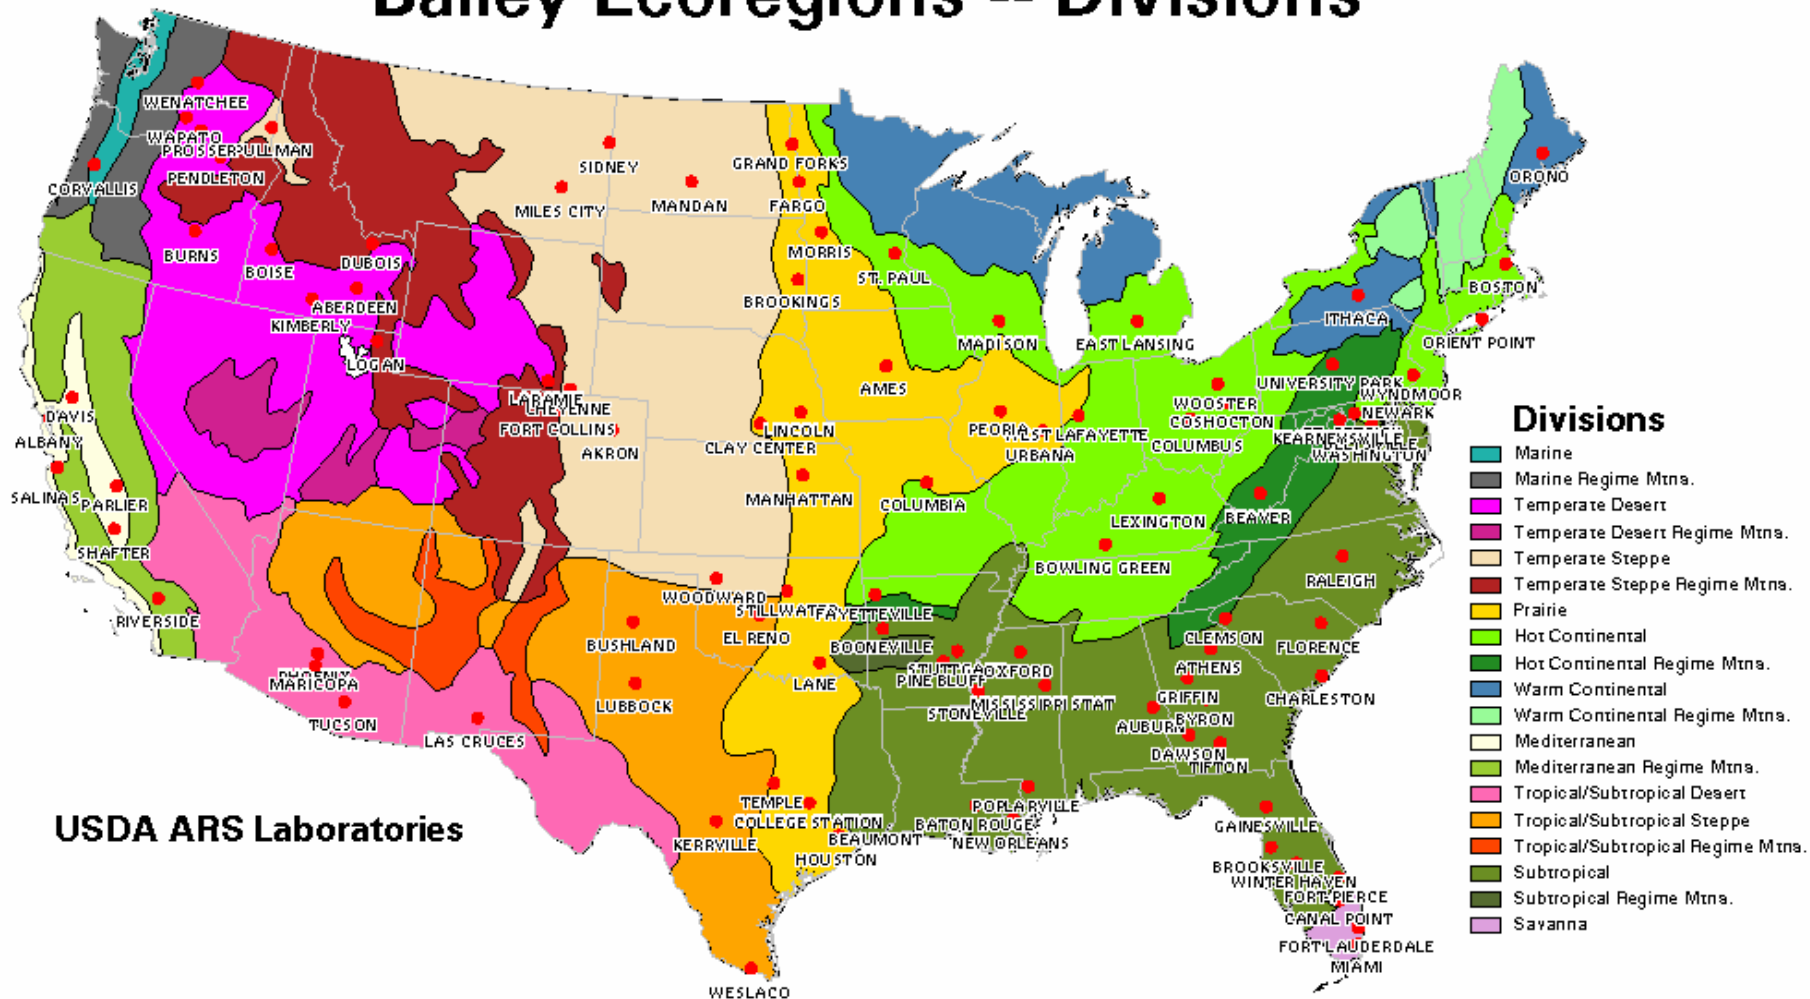 Bailey Ecoregions -- Divisions
WENATCHEE
WAPATO
PROSSER
PULLMAN
PENDLETON
CORVALLIS
BURNS
BOISE
DUBOIS
ABERDEEN
KIMBERLY
LOGAN
SIDNEY
MILES CITY
MANDAN
GRAND FORKS
FARGO
MORRIS
BROOKINGS
ST. PAUL
MADISON
EAST LANSING
ORONO
BOSTON
ITHACA
ORIENT POINT
UNIVERSITY PARK
WYNDMOOR
NEWARK
KEARNEYSVILLE
WASHINGTON
WOOSTER
COSHOCTON
COLUMBUS
AMES
PEORIA
WEST LAFAYETTE
URBANA
LARAMIE
CHEYENNE
FORT COLLINS
AKRON
LINCOLN
CLAY CENTER
MANHATTAN
COLUMBIA
LEXINGTON
BEAVER
BOWLING GREEN
RALEIGH
DAVIS
ALBANY
SALINAS
PARLIER
SHAFTER
RIVERSIDE
PHOENIX
MARICOPA
TUCSON
LAS CRUCES
WOODWARD
STILLWATER
FAYETTEVILLE
EL RENO
BUSHLAND
BOONEVILLE
LUBBOCK
LANE
STUTTGART
OXFORD
PINE BLUFF
MISSISSIPPI STAT
STONEVILLE
CLEMSON
FLORENCE
ATHENS
GRIFFIN
CHARLESTON
AUBURN
BYRON
DAWSON
TIFTON
TEMPLE
COLLEGE STATION
BEAUMONT
HOUSTON
KERRVILLE
POPLARVILLE
BATON ROUGE
NEW ORLEANS
GAINESVILLE
BROOKSVILLE
WINTER HAVEN
FORT PIERCE
CANAL POINT
FORT LAUDERDALE
MIAMI
WESLACO
USDA ARS Laboratories
Divisions
Marine
Marine Regime Mtns.
Temperate Desert
Temperate Desert Regime Mtns.
Temperate Steppe
Temperate Steppe Regime Mtns.
Prairie
Hot Continental
Hot Continental Regime Mtns.
Warm Continental
Warm Continental Regime Mtns.
Mediterranean
Mediterranean Regime Mtns.
Tropical/Subtropical Desert
Tropical/Subtropical Steppe
Tropical/Subtropical Regime Mtns.
Subtropical
Subtropical Regime Mtns.
Savanna